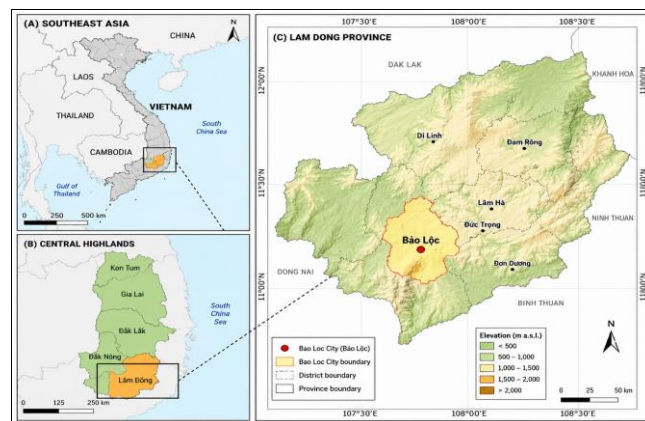 (A) SOUTHEAST ASIA
N
CHINA
LAOS
VIETNAM
THAILAND
South
China Sea
CAMBODIA
Gulf of
Thailand
0 250 500 km
(B) CENTRAL HIGHLANDS
N
Kon Tum
Gia Lai
South
China
Sea
Đắk Lắk
Đắk Nông
Lâm Đồng
0 125 250 km
107°30'E 108°00'E 108°30'E
(C) LAM DONG PROVINCE
N
DAK LAK
KHANH HOA
12°00'N
Di Linh
Đam Rông
11°30'N
Lâm Hà
Đức Trọng
NINH THUAN
Bảo Lộc
Đơn Dương
DONG NAI
11°00'N
BINH THUAN
Bao Loc City (Bảo Lộc)
Bao Loc City boundary
District boundary
Province boundary
Elevation (m a.s.l.)
< 500
500 – 1,000
1,000 – 1,500
1,500 – 2,000
> 2,000
N
0 25 50 km
107°30'E 108°00'E 108°30'E